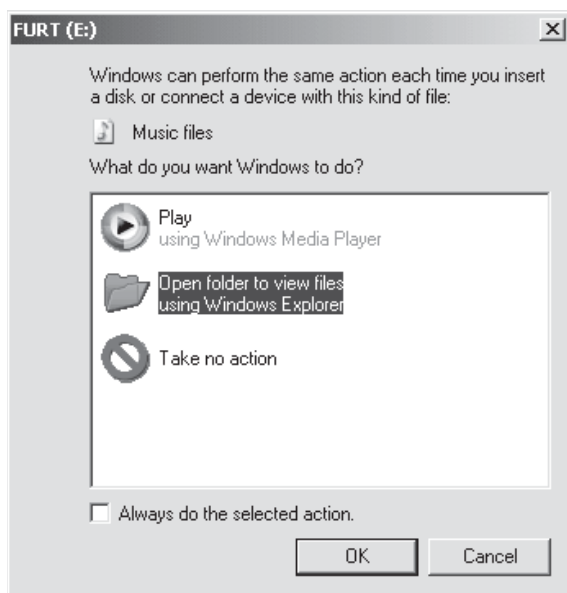 FURT (E:)
Windows can perform the same action each time you insert
a disk or connect a device with this kind of file:
Music files
What do you want Windows to do?
Play
using Windows Media Player
Open folder to view files
using Windows Explorer
Take no action
Always do the selected action.
OK
Cancel